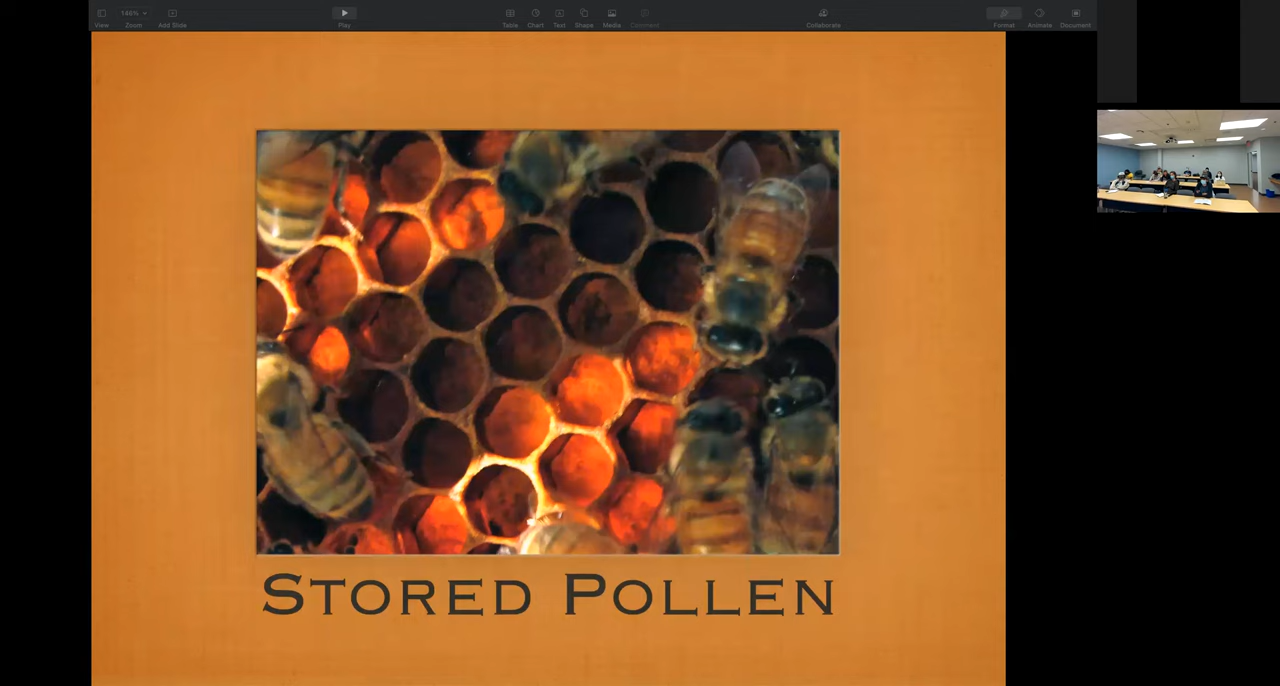 146%
View
Zoom
Add Slide
Play
Table
Chart
Text
Shape
Media
Comment
Collaborate
Format
Animate
Document
STORED POLLEN